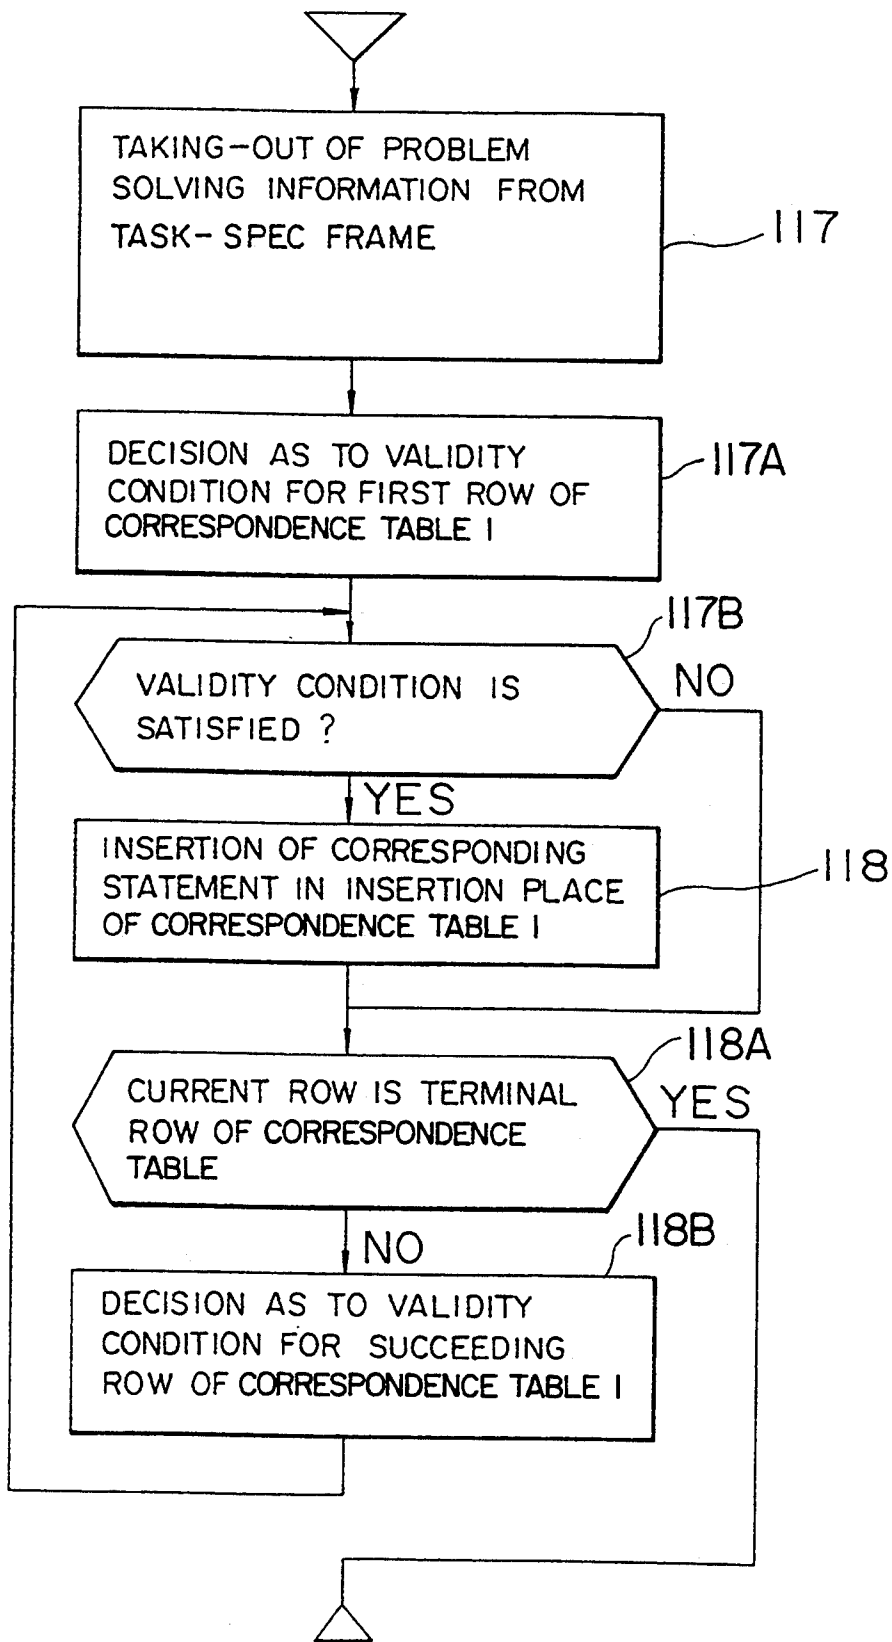 TAKING-OUT OF PROBLEM
SOLVING INFORMATION FROM
TASK-SPEC FRAME
117
DECISION AS TO VALIDITY
CONDITION FOR FIRST ROW OF
CORRESPONDENCE TABLE 1
117A
117B
VALIDITY CONDITION IS
SATISFIED ?
NO
YES
INSERTION OF CORRESPONDING
STATEMENT IN INSERTION PLACE
OF CORRESPONDENCE TABLE 1
118
118A
CURRENT ROW IS TERMINAL
ROW OF CORRESPONDENCE
TABLE
YES
NO
118B
DECISION AS TO VALIDITY
CONDITION FOR SUCCEEDING
ROW OF CORRESPONDENCE TABLE 1